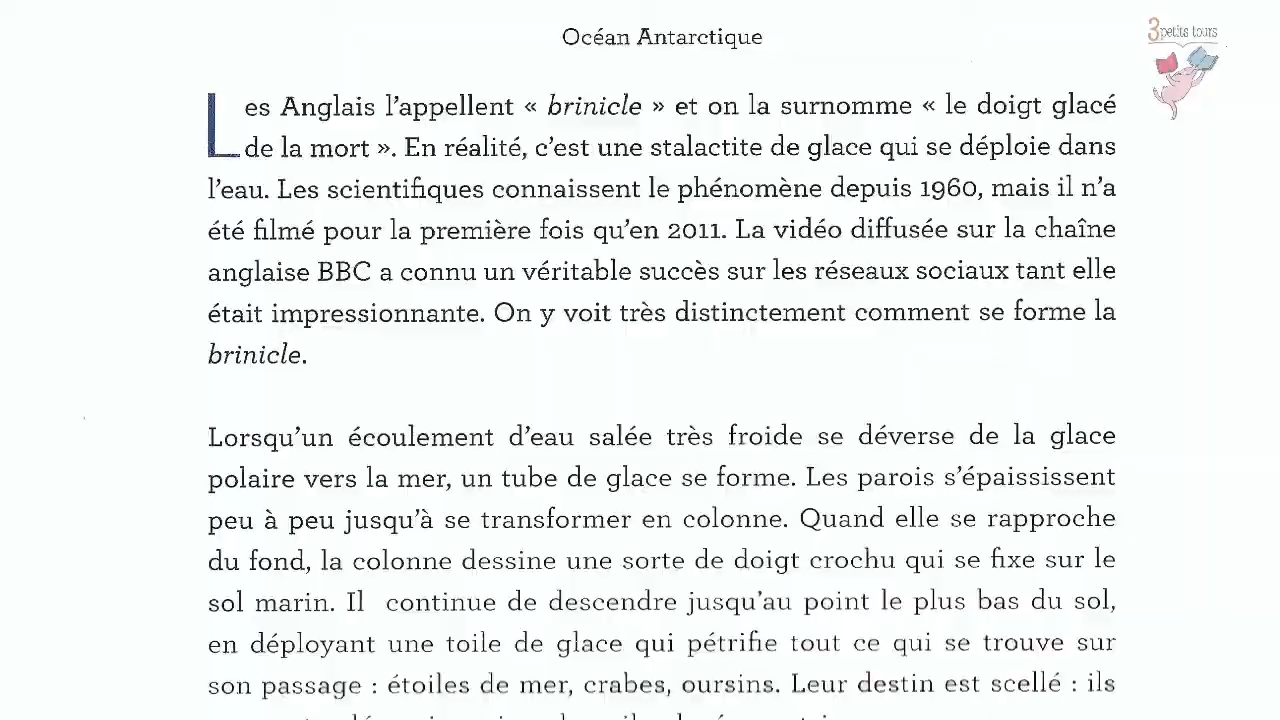 Océan Antarctique
3 petits tours
Les Anglais l'appellent « brinicle » et on la surnomme « le doigt glacé
de la mort ». En réalité, c'est une stalactite de glace qui se déploie dans
l'eau. Les scientifiques connaissent le phénomène depuis 1960, mais il n'a
été filmé pour la première fois qu'en 2011. La vidéo diffusée sur la chaîne
anglaise BBC a connu un véritable succès sur les réseaux sociaux tant elle
était impressionnante. On y voit très distinctement comment se forme la
brinicle.
Lorsqu'un écoulement d'eau salée très froide se déverse de la glace
polaire vers la mer, un tube de glace se forme. Les parois s'épaississent
peu à peu jusqu'à se transformer en colonne. Quand elle se rapproche
du fond, la colonne dessine une sorte de doigt crochu qui se fixe sur le
sol marin. Il continue de descendre jusqu'au point le plus bas du sol,
en déployant une toile de glace qui pétrifie tout ce qui se trouve sur
son passage : étoiles de mer, crabes, oursins. Leur destin est scellé : ils